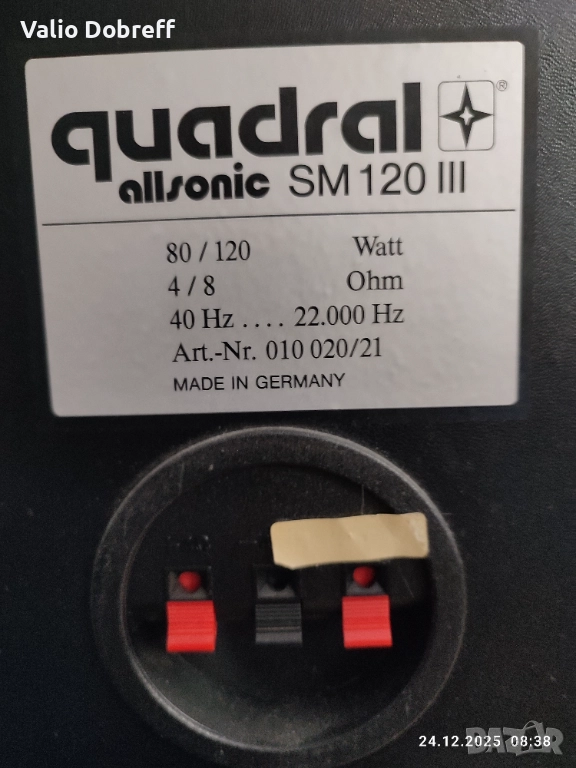 Valio Dobreff
quadral®
allsonic SM 120 III
80 / 120 Watt
4 / 8 Ohm
40 Hz .... 22.000 Hz
Art.-Nr. 010 020/21
MADE IN GERMANY
BAZAR
24.12.2025 08:38